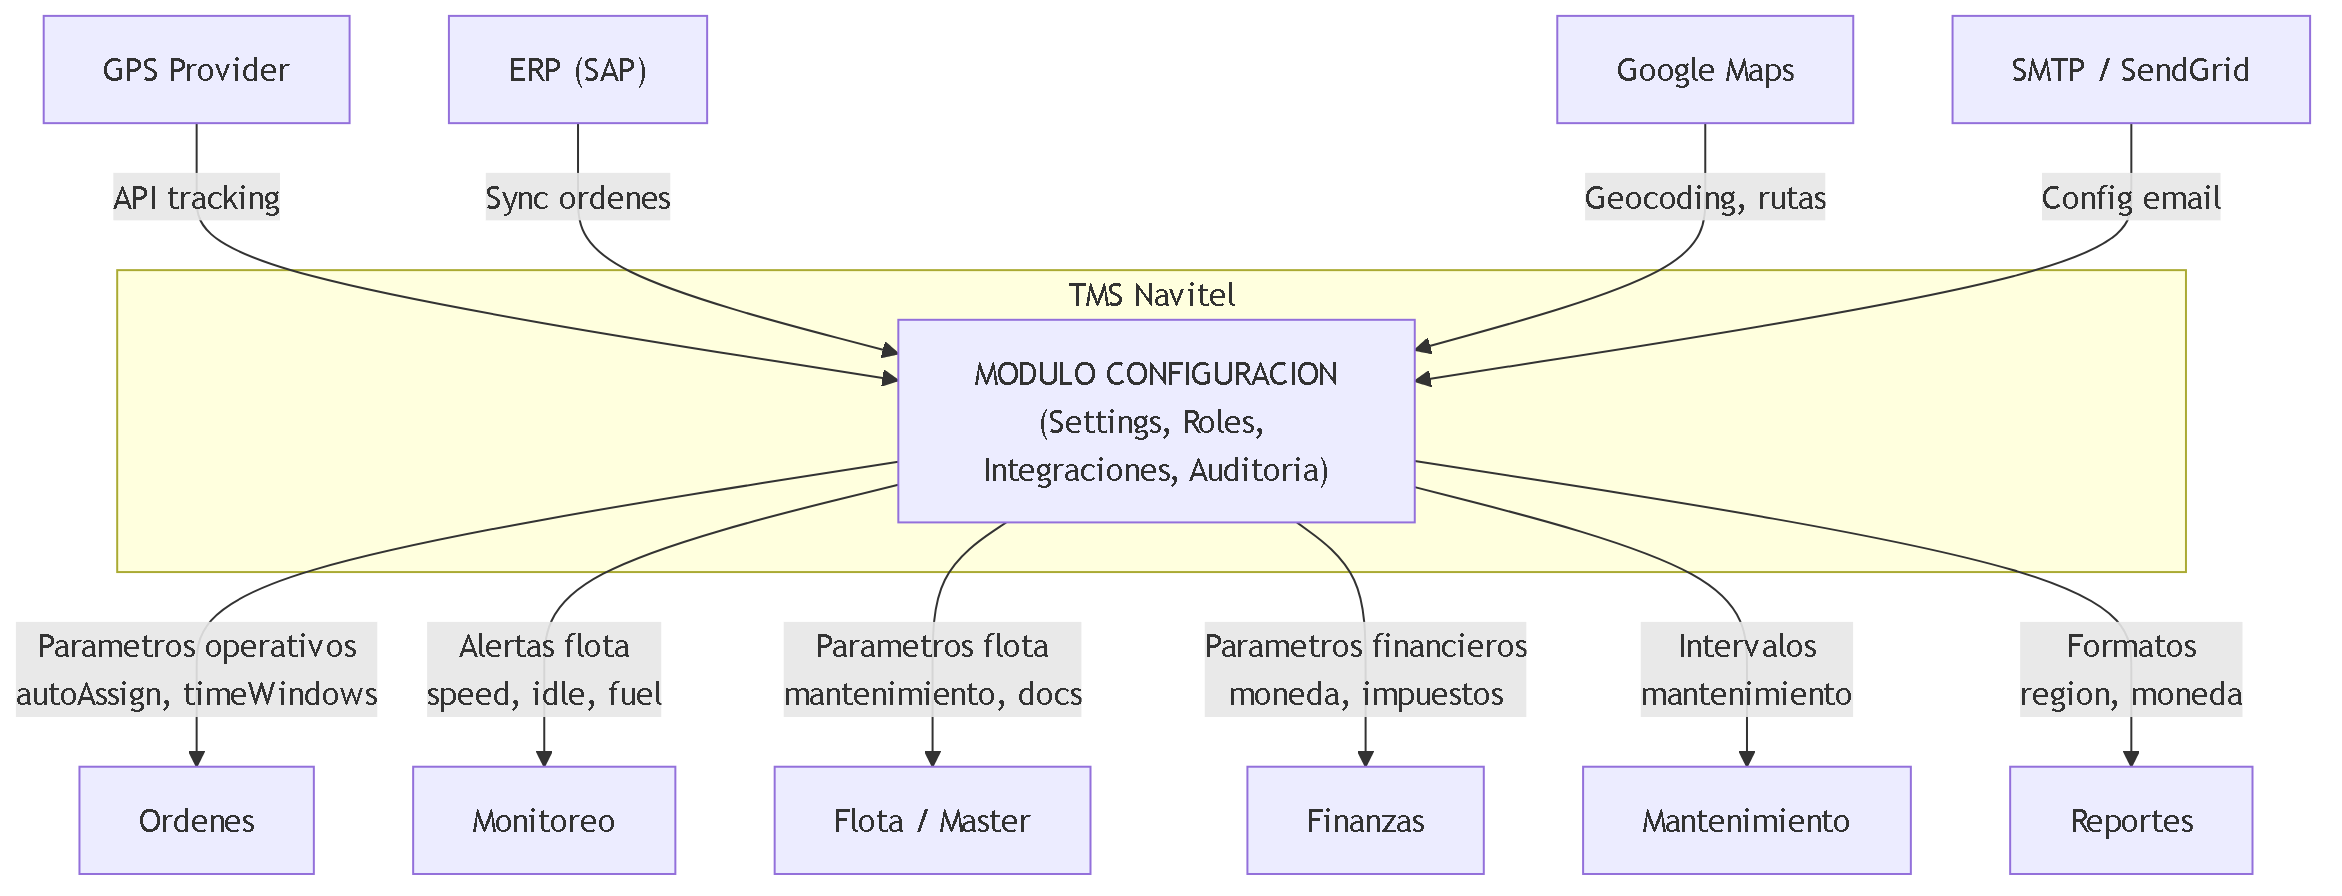 GPS Provider
ERP (SAP)
Google Maps
SMTP / SendGrid
API tracking
Sync ordenes
Geocoding, rutas
Config email
TMS Navitel
MODULO CONFIGURACION
(Settings, Roles,
Integraciones, Auditoria)
Parametros operativos
autoAssign, timeWindows
Alertas flota
speed, idle, fuel
Parametros flota
mantenimiento, docs
Parametros financieros
moneda, impuestos
Intervalos
mantenimiento
Formatos
region, moneda
Ordenes
Monitoreo
Flota / Master
Finanzas
Mantenimiento
Reportes